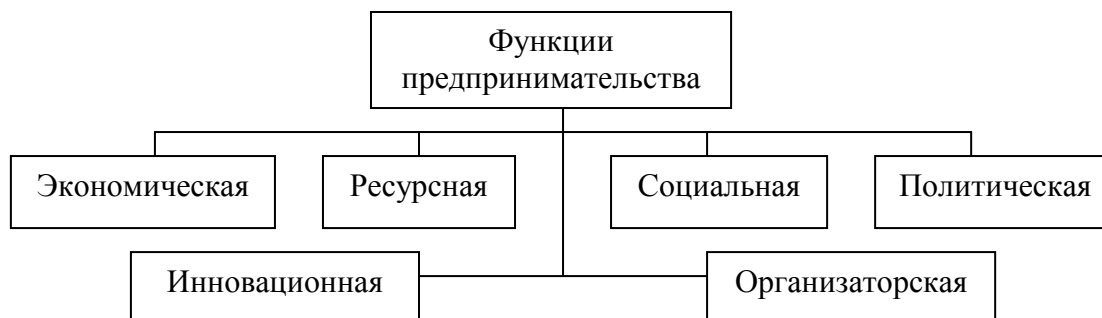 Функции
предпринимательства
Экономическая
Ресурсная
Социальная
Политическая
Инновационная
Организаторская